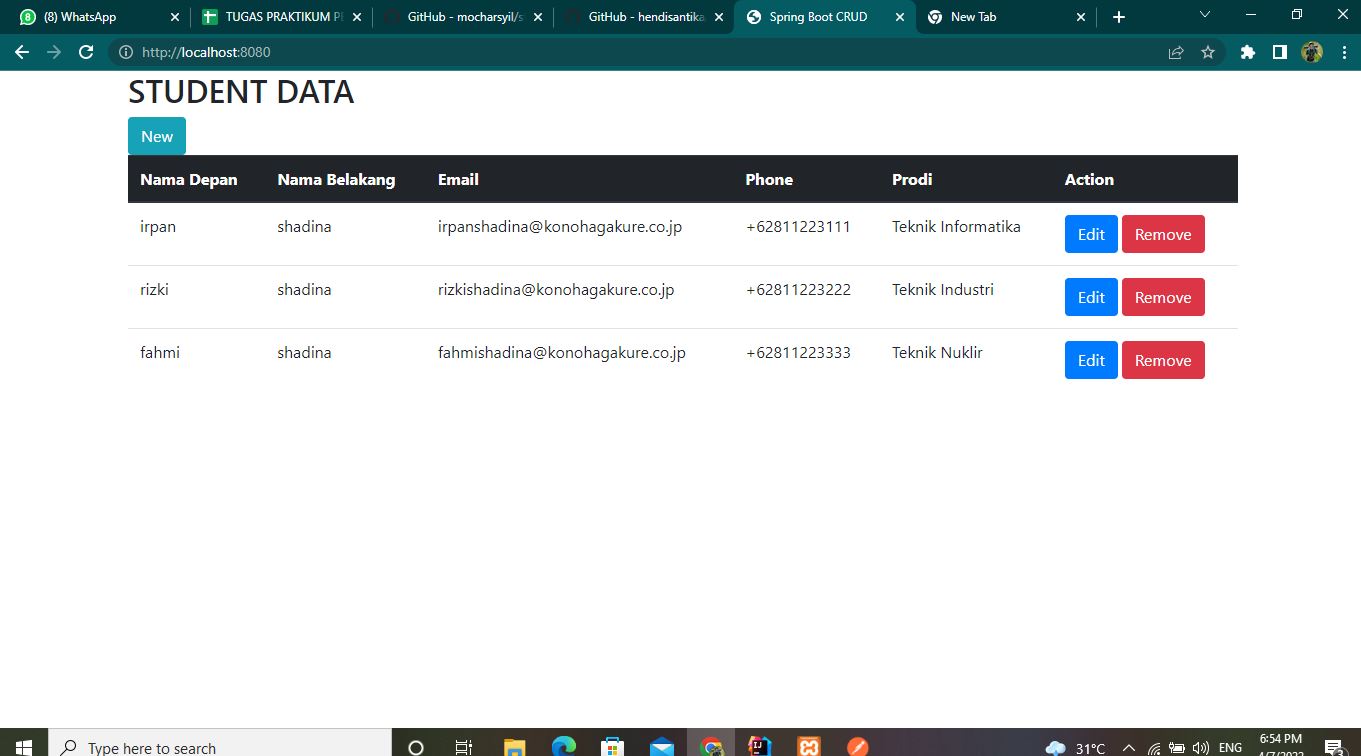 (8) WhatsApp
TUGAS PRAKTIKUM
GitHub - mocharsyil/s
GitHub - hendisantika
Spring Boot CRUD
New Tab
http://localhost:8080
STUDENT DATA
New
Nama Depan Nama Belakang Email Phone Prodi Action
irpan shadina irpanshadina@konohagakure.co.jp +62811223111 Teknik Informatika Edit Remove
rizki shadina rizkishadina@konohagakure.co.jp +62811223222 Teknik Industri Edit Remove
fahmi shadina fahmishadina@konohagakure.co.jp +62811223333 Teknik Nuklir Edit Remove
Type here to search
31°C
ENG
6:54 PM